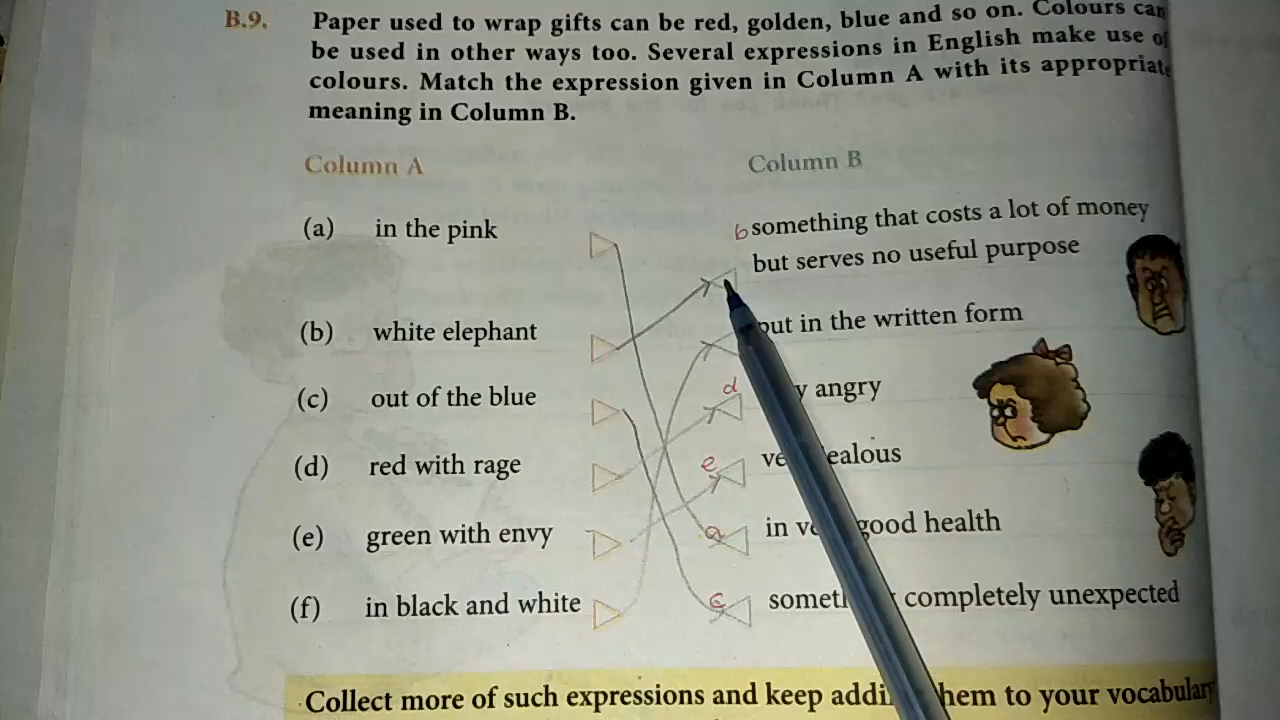 B.9. Paper used to wrap gifts can be red, golden, blue and so on. Colours can
be used in other ways too. Several expressions in English make use of
colours. Match the expression given in Column A with its appropriate
meaning in Column B.
Column A Column B
(a) in the pink b something that costs a lot of money
but serves no useful purpose
(b) white elephant put in the written form
(c) out of the blue d angry
(d) red with rage e jealous
(e) green with envy a in good health
(f) in black and white c completely unexpected
Collect more of such expressions and keep them to your vocabulary